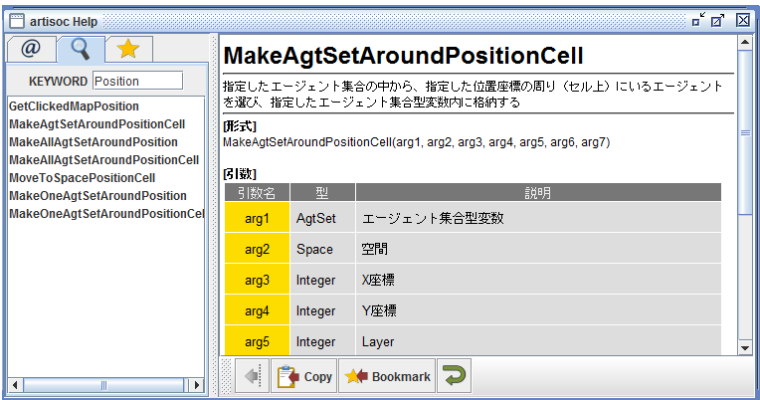 artisoc Help
@
KEYWORD Position
GetClickedMapPosition
MakeAgtSetAroundPositionCell
MakeAllAgtSetAroundPosition
MakeAllAgtSetAroundPositionCell
MoveToSpacePositionCell
MakeOneAgtSetAroundPosition
MakeOneAgtSetAroundPositionCel
MakeAgtSetAroundPositionCell
指定したエージェント集合の中から、指定した位置座標の周り（セル上）にいるエージェント
を選び、指定したエージェント集合型変数内に格納する
[形式]
MakeAgtSetAroundPositionCell(arg1, arg2, arg3, arg4, arg5, arg6, arg7)
[引数]
引数名 型 説明
arg1 AgtSet エージェント集合型変数
arg2 Space 空間
arg3 Integer X座標
arg4 Integer Y座標
arg5 Integer Layer
Copy Bookmark